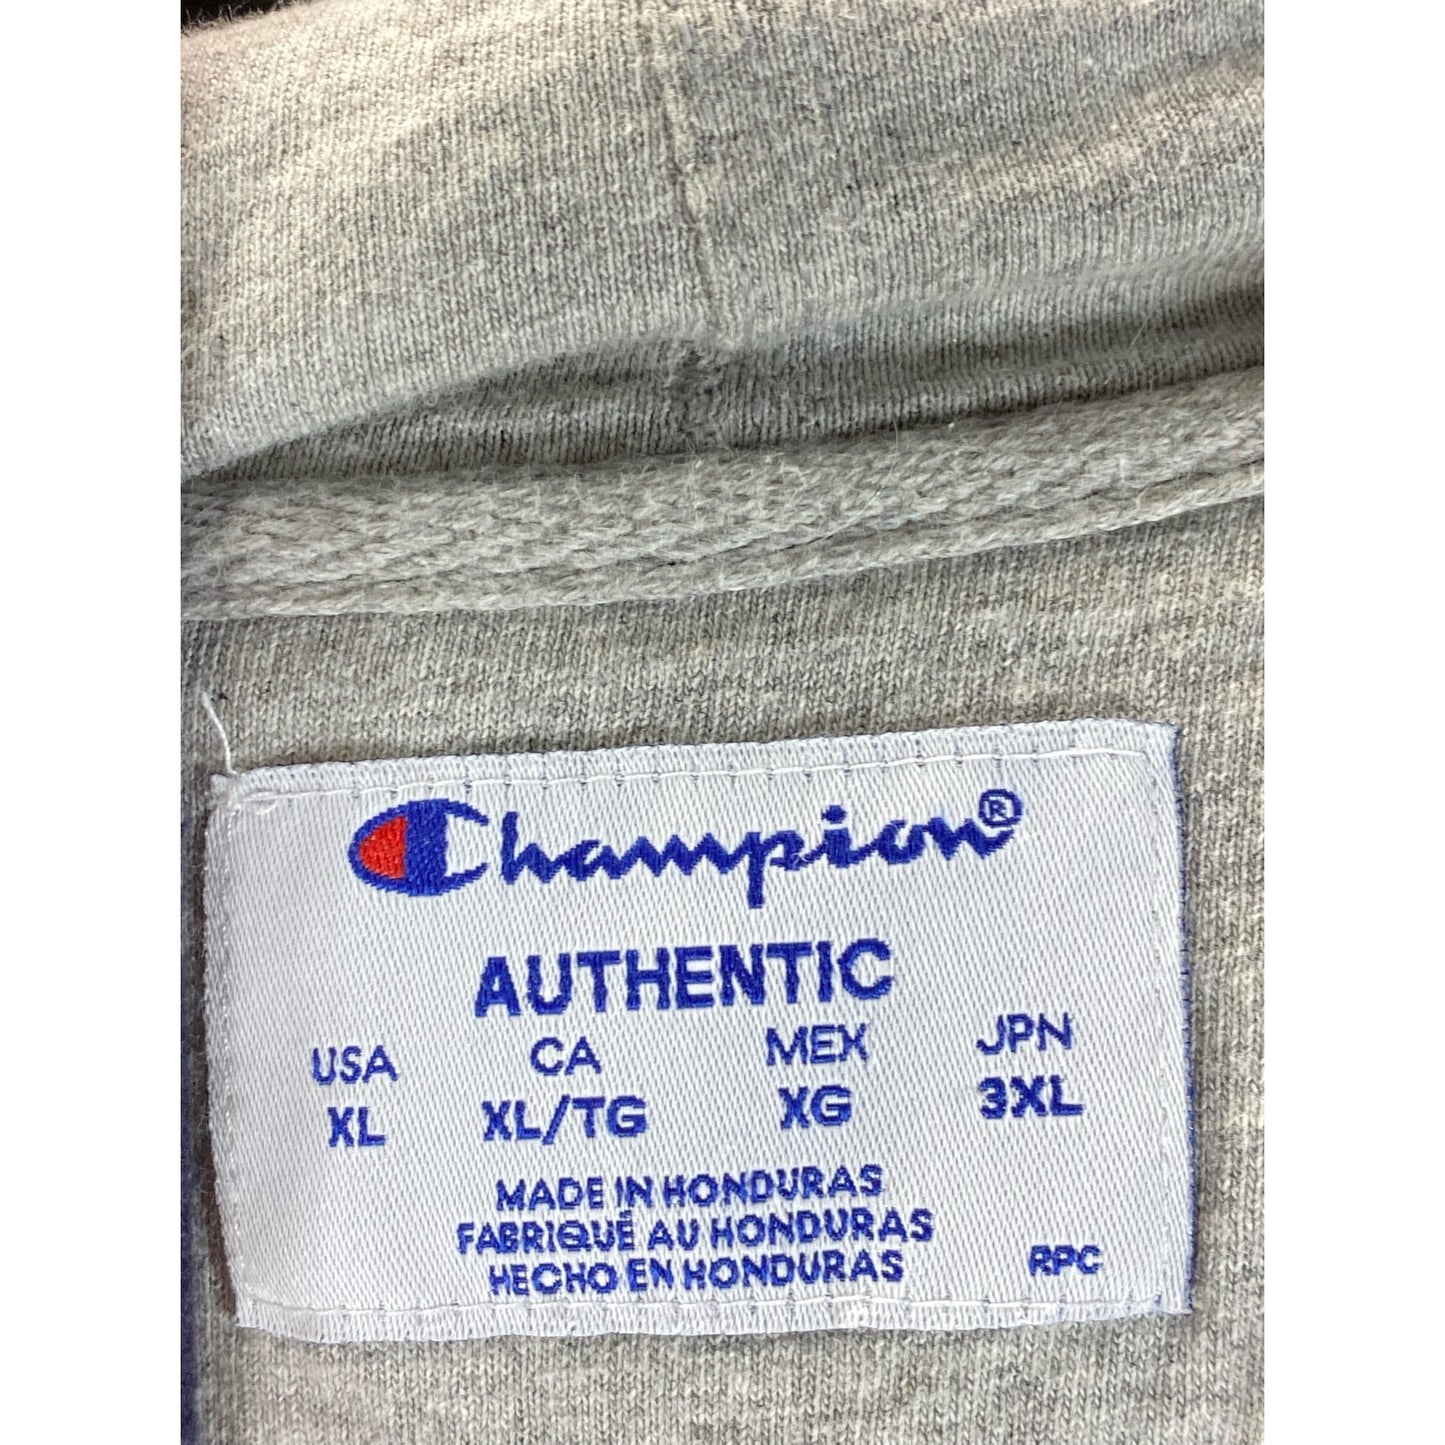 Champion®
AUTHENTIC
USA CA MEX JPN
XL XL/TG XG 3XL
MADE IN HONDURAS
FABRIQUÉ AU HONDURAS
HECHO EN HONDURAS RPC